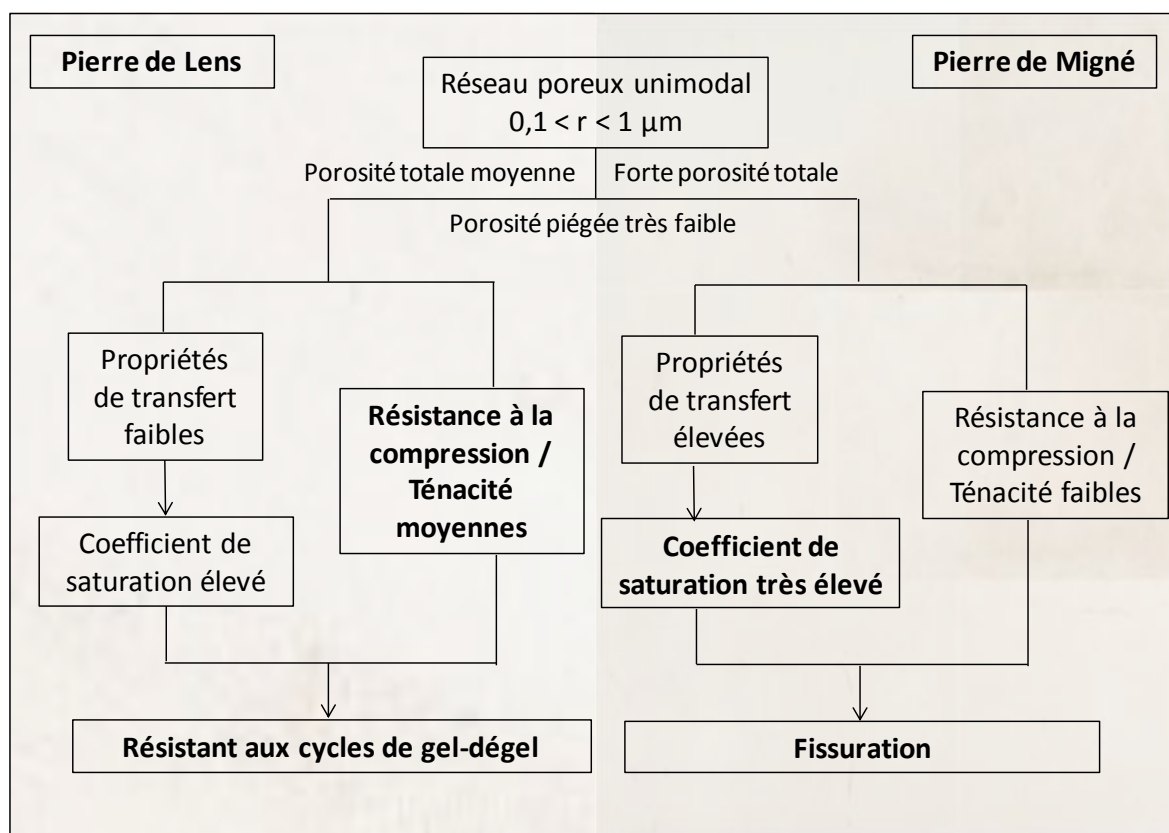 Pierre de Lens
Pierre de Migné
Réseau poreux unimodal
0,1 < r < 1 µm
Porosité totale moyenne
Forte porosité totale
Porosité piégée très faible
Propriétés
de transfert
faibles
Résistance à la
compression /
Ténacité
moyennes
Coefficient de
saturation élevé
Résistant aux cycles de gel-dégel
Propriétés
de transfert
élevées
Résistance à la
compression /
Ténacité faibles
Coefficient de
saturation très élevé
Fissuration